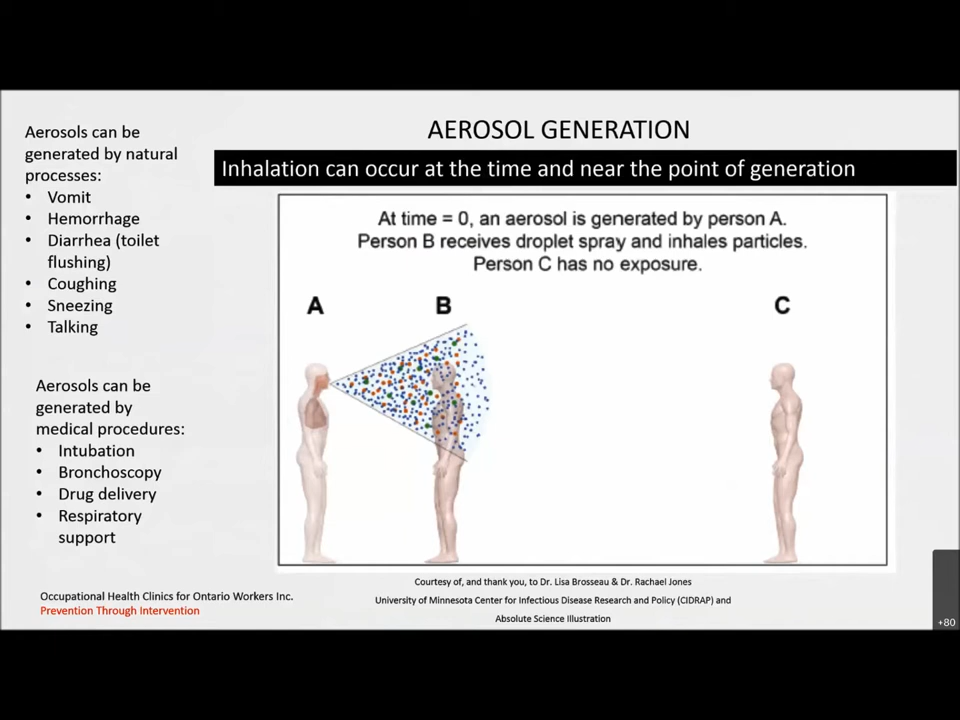 AEROSOL GENERATION
Inhalation can occur at the time and near the point of generation
Aerosols can be
generated by natural
processes:
• Vomit
• Hemorrhage
• Diarrhea (toilet
flushing)
• Coughing
• Sneezing
• Talking
Aerosols can be
generated by
medical procedures:
• Intubation
• Bronchoscopy
• Drug delivery
• Respiratory
support
At time = 0, an aerosol is generated by person A.
Person B receives droplet spray and inhales particles.
Person C has no exposure.
A B C
Courtesy of, and thank you, to Dr. Lisa Brosseau & Dr. Rachael Jones
University of Minnesota Center for Infectious Disease Research and Policy (CIDRAP) and
Absolute Science Illustration
Occupational Health Clinics for Ontario Workers Inc.
Prevention Through Intervention
+80